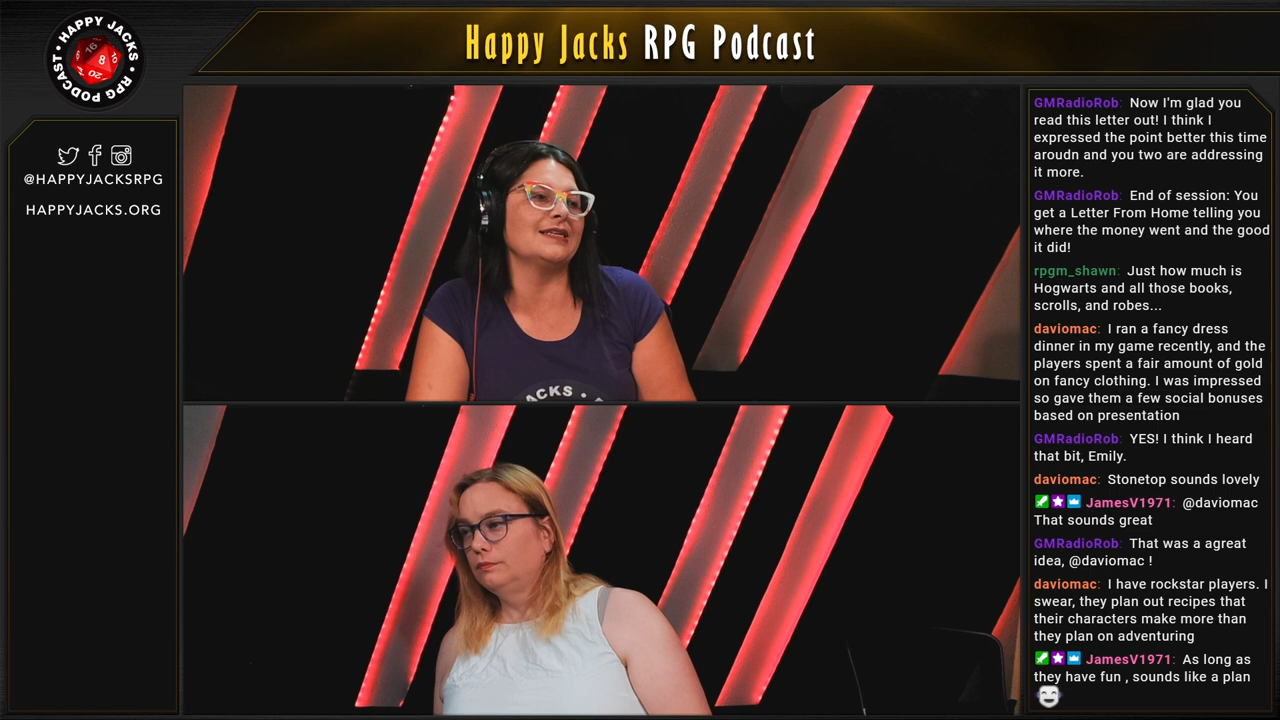 HAPPY JACKS
RPG PODCAST
16
8
20
10
Happy Jacks RPG Podcast
@HAPPYJACKSRPG
HAPPYJACKS.ORG
ACKS •
GMRadioRob: Now I'm glad you
read this letter out! I think I
expressed the point better this time
aroudn and you two are addressing
it more.
GMRadioRob: End of session: You
get a Letter From Home telling you
where the money went and the good
it did!
rpgm_shawn: Just how much is
Hogwarts and all those books,
scrolls, and robes...
daviomac: I ran a fancy dress
dinner in my game recently, and the
players spent a fair amount of gold
on fancy clothing. I was impressed
so gave them a few social bonuses
based on presentation
GMRadioRob: YES! I think I heard
that bit, Emily.
daviomac: Stonetop sounds lovely
JamesV1971: @daviomac
That sounds great
GMRadioRob: That was a agreat
idea, @daviomac !
daviomac: I have rockstar players. I
swear, they plan out recipes that
their characters make more than
they plan on adventuring
JamesV1971: As long as
they have fun , sounds like a plan